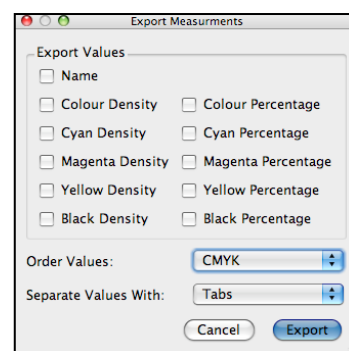 Export Measurments
Export Values
Name
Colour Density Colour Percentage
Cyan Density Cyan Percentage
Magenta Density Magenta Percentage
Yellow Density Yellow Percentage
Black Density Black Percentage
Order Values: CMYK
Separate Values With: Tabs
Cancel Export